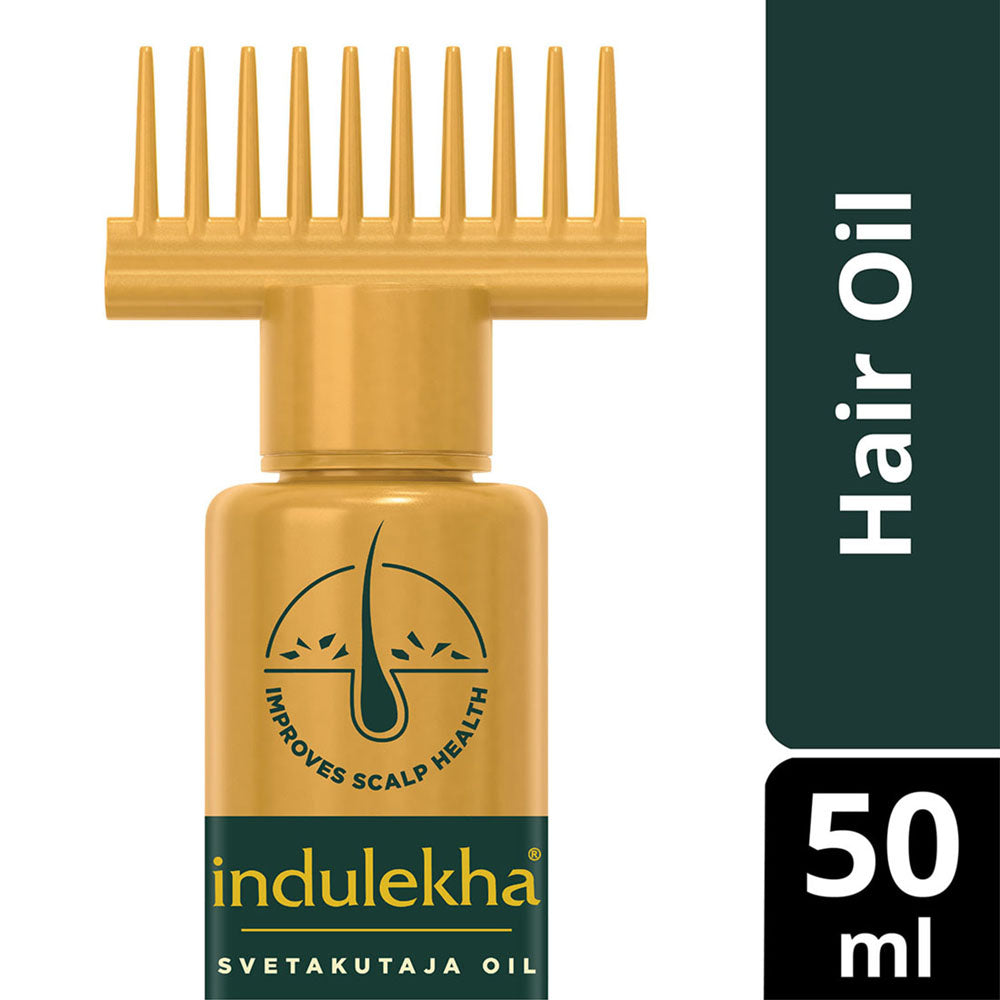 IMPROVES SCALP HEALTH
indulekha®
SVETAKUTAJA OIL
Hair Oil
50
ml